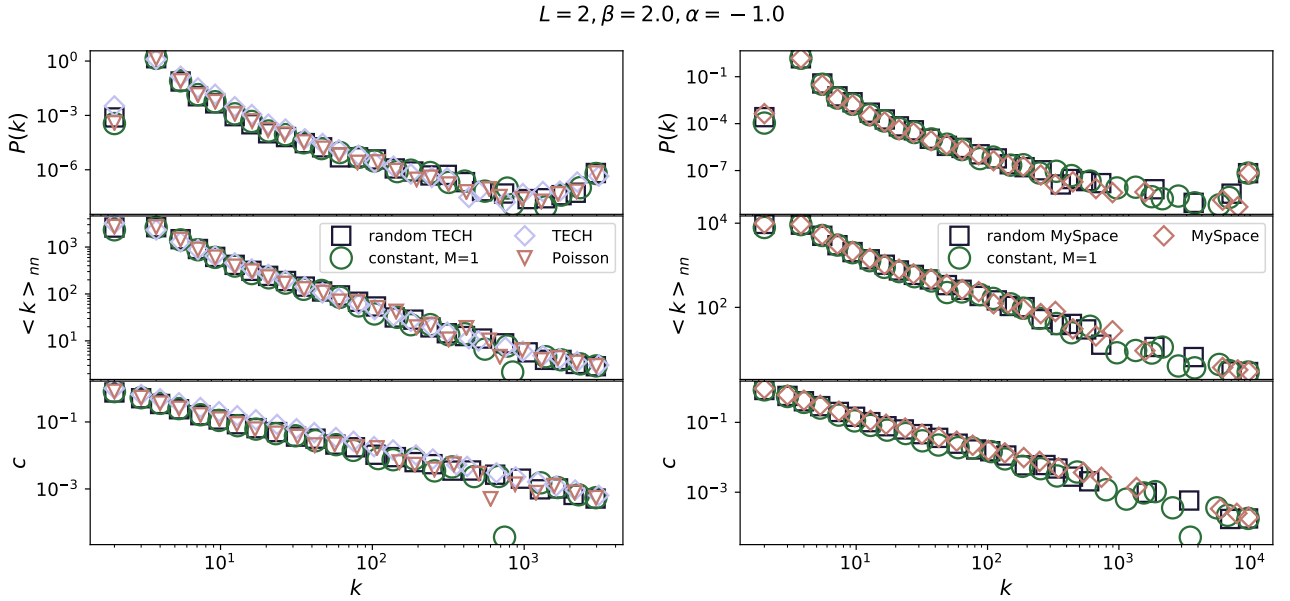 L = 2, β = 2.0, α = − 1.0
P(k)
10^0
10^−3
10^−6
<k>_nn
10^3
10^2
10^1
random TECH
constant, M=1
TECH
Poisson
c
10^−1
10^−3
10^1
10^2
10^3
k
P(k)
10^−1
10^−4
10^−7
<k>_nn
10^4
10^2
random MySpace
constant, M=1
MySpace
c
10^−1
10^−3
10^1
10^2
10^3
10^4
k